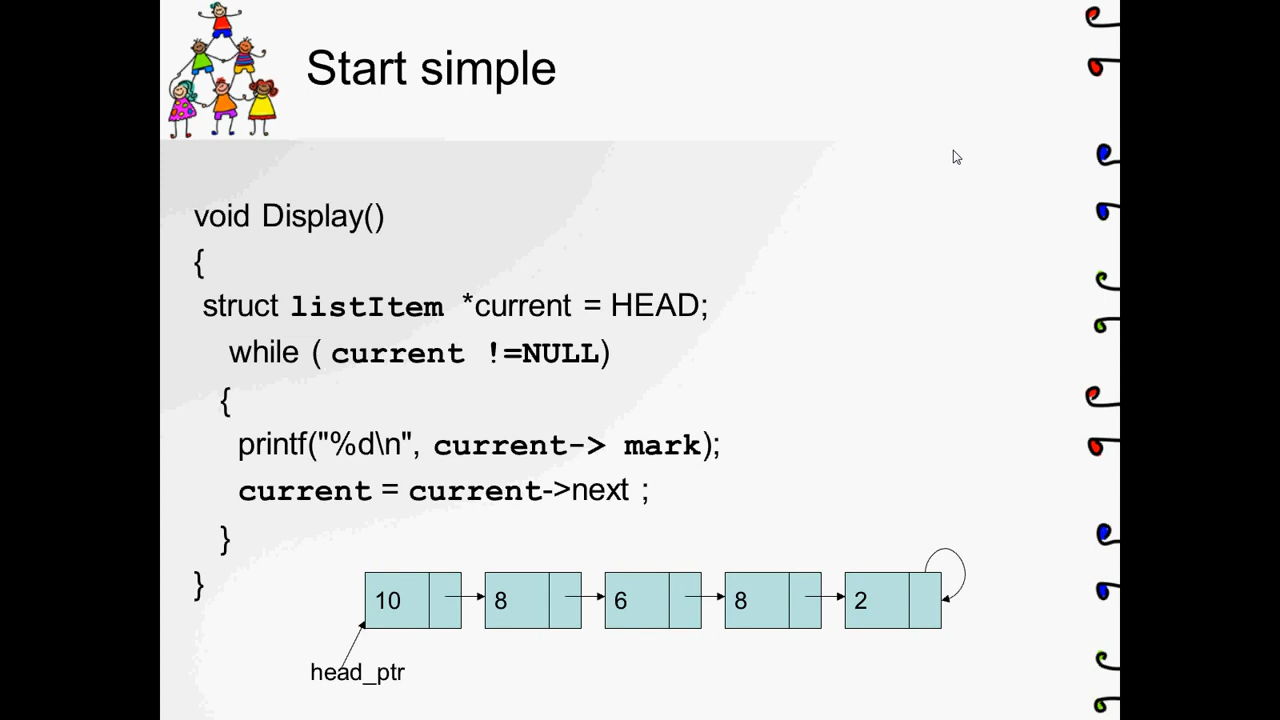 Start simple
void Display()
{
struct listItem *current = HEAD;
while ( current !=NULL)
{
printf("%d\n", current-> mark);
current = current->next ;
}
}
10 8 6 8 2
head_ptr